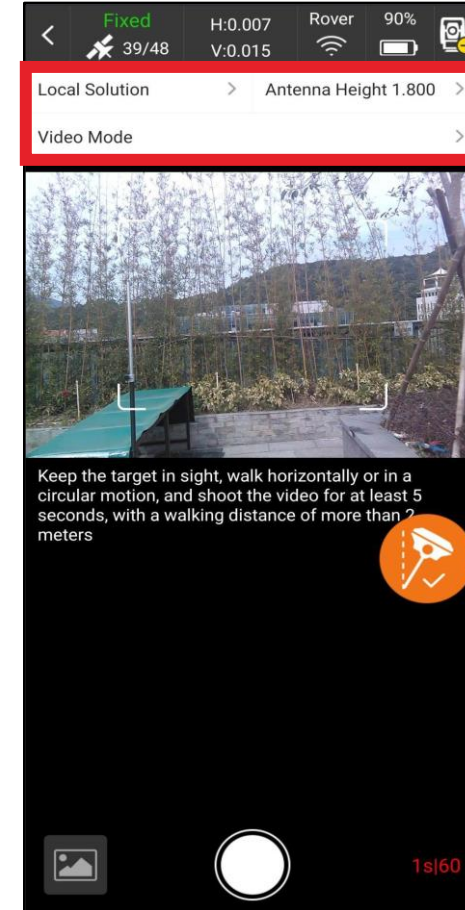 Fixed
39/48
H:0.007
V:0.015
Rover
90%
Local Solution
Antenna Height 1.800
Video Mode
Keep the target in sight, walk horizontally or in a
circular motion, and shoot the video for at least 5
seconds, with a walking distance of more than 2
meters
1s|60